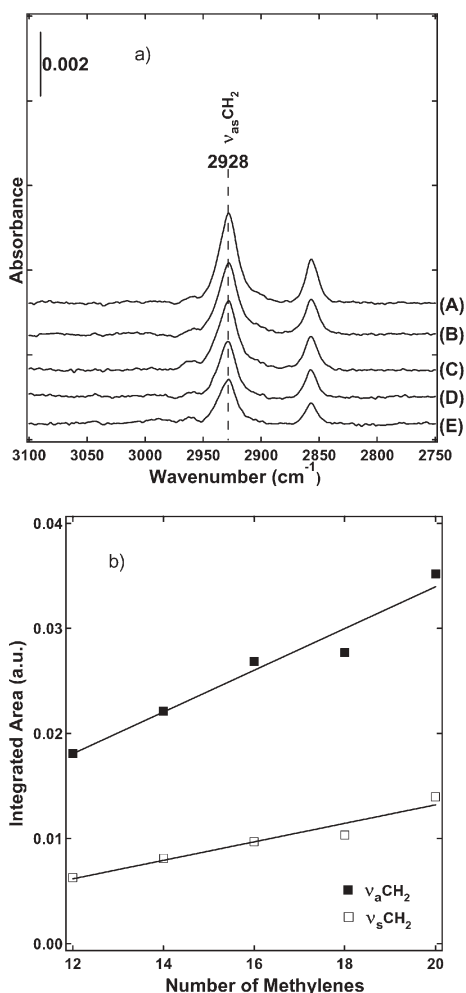 0.002
a)
νasCH2
2928
Absorbance
(A)
(B)
(C)
(D)
(E)
3100 3050 3000 2950 2900 2850 2800 2750
Wavenumber (cm-1)
b)
0.04
0.03
0.02
0.01
0.00
Integrated Area (a.u.)
νaCH2
νsCH2
12 14 16 18 20
Number of Methylenes